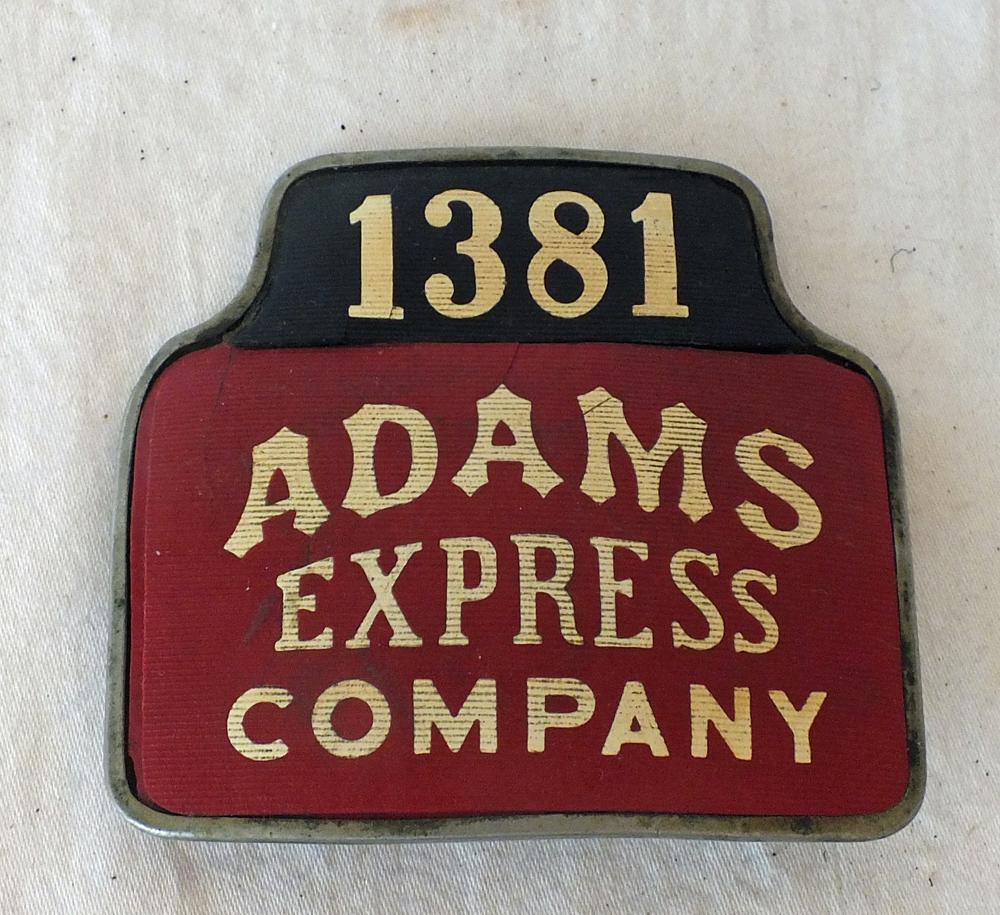 1381
ADAMS
EXPRESS
COMPANY